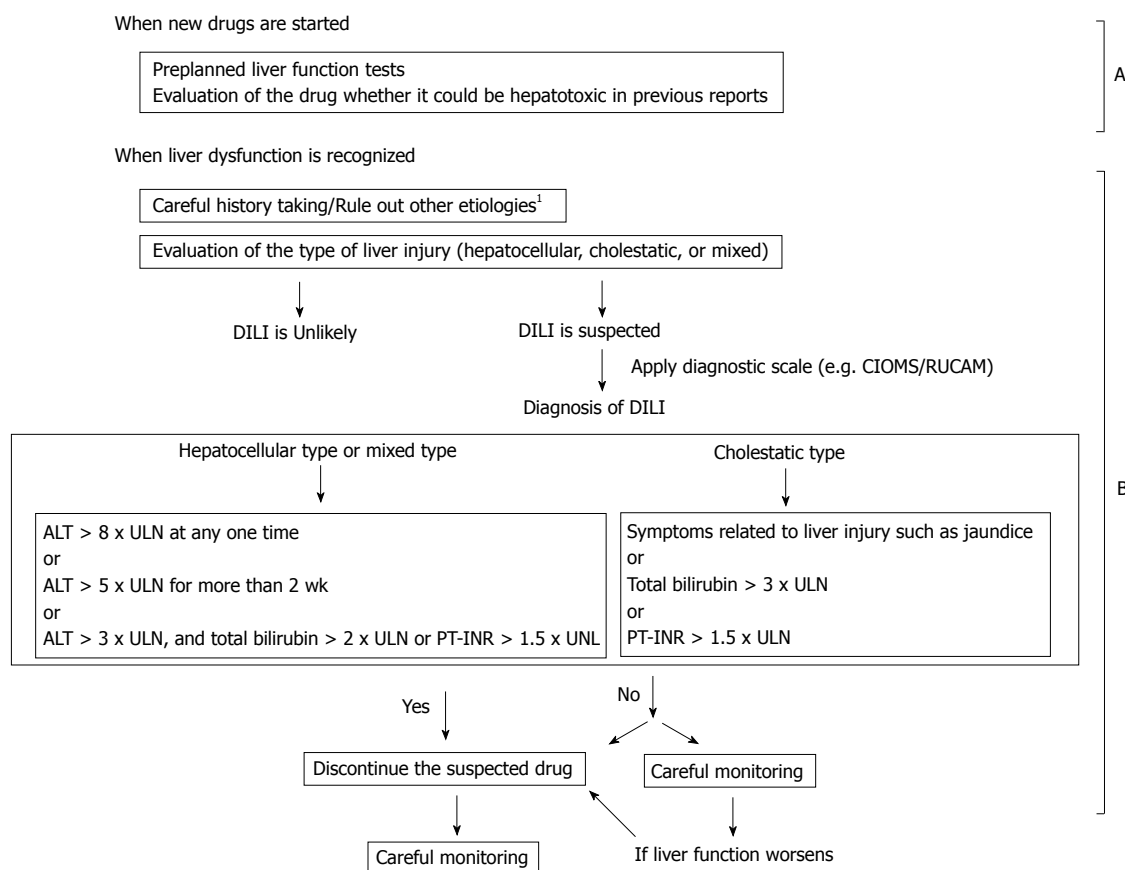 When new drugs are started
Preplanned liver function tests
Evaluation of the drug whether it could be hepatotoxic in previous reports
A
When liver dysfunction is recognized
Careful history taking/Rule out other etiologies¹
Evaluation of the type of liver injury (hepatocellular, cholestatic, or mixed)
DILI is Unlikely
DILI is suspected
Apply diagnostic scale (e.g. CIOMS/RUCAM)
Diagnosis of DILI
Hepatocellular type or mixed type
ALT > 8 x ULN at any one time
or
ALT > 5 x ULN for more than 2 wk
or
ALT > 3 x ULN, and total bilirubin > 2 x ULN or PT-INR > 1.5 x UNL
Cholestatic type
Symptoms related to liver injury such as jaundice
or
Total bilirubin > 3 x ULN
or
PT-INR > 1.5 x ULN
B
Yes
No
Discontinue the suspected drug
Careful monitoring
Careful monitoring
If liver function worsens